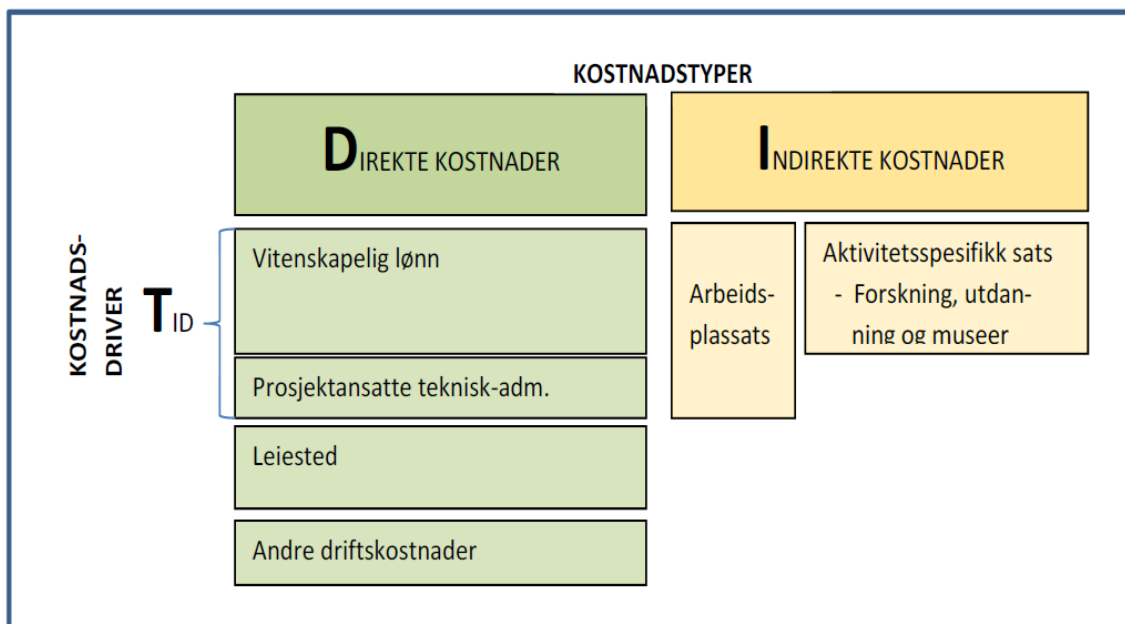 KOSTNADSTYPER
DIREKTE KOSTNADER
INDIREKTE KOSTNADER
KOSTNADS-
DRIVER
TID
Vitenskapelig lønn
Prosjektansatte teknisk-adm.
Leiested
Andre driftskostnader
Arbeids-
plassats
Aktivitetsspesifikk sats
- Forskning, utdan-
ning og museer